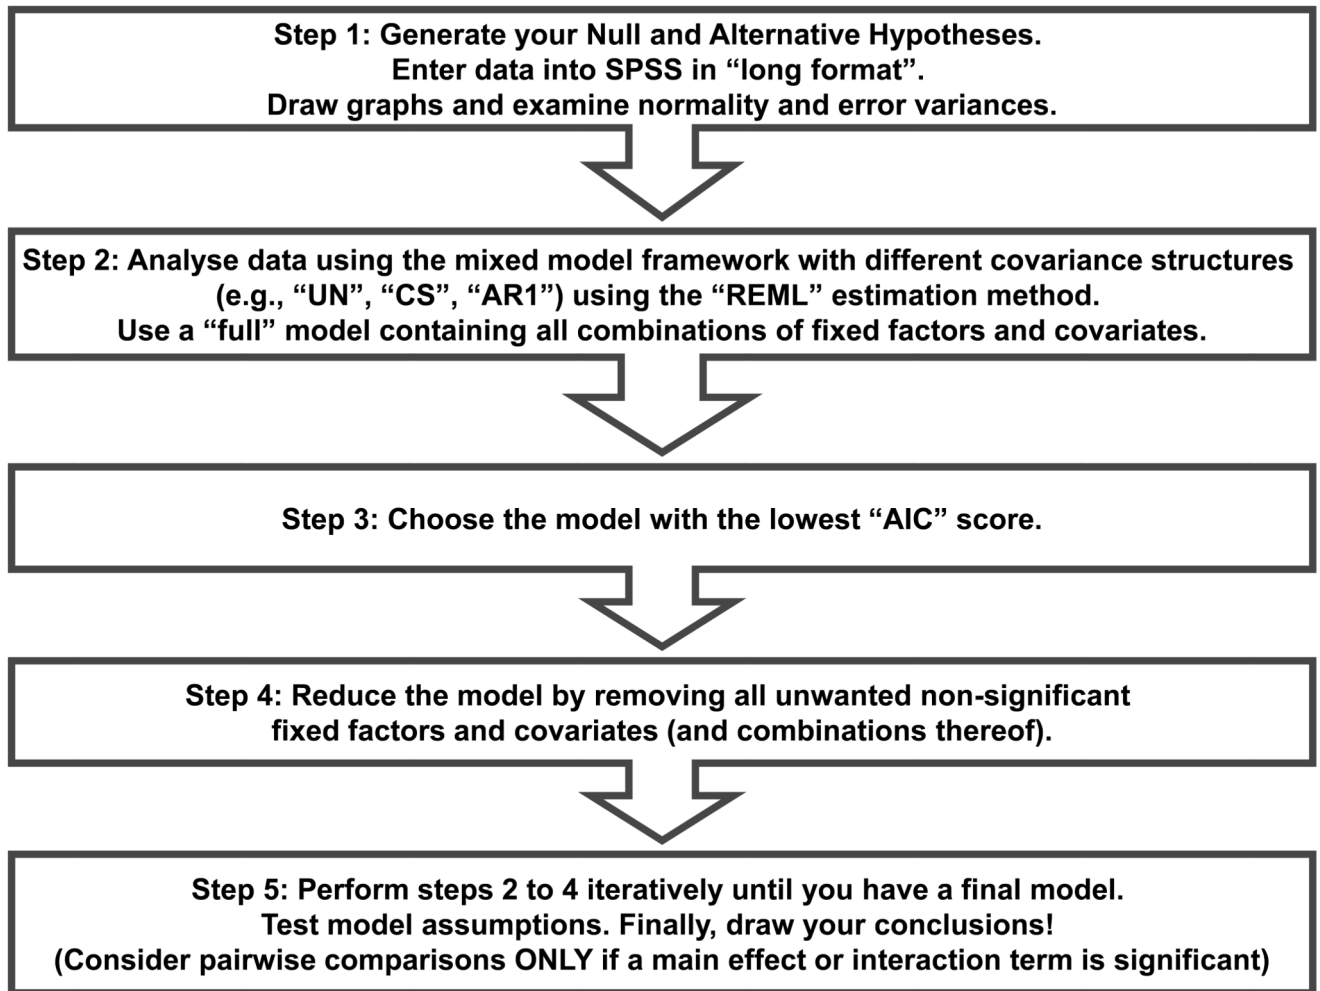 Step 1: Generate your Null and Alternative Hypotheses.
Enter data into SPSS in “long format”.
Draw graphs and examine normality and error variances.
Step 2: Analyse data using the mixed model framework with different covariance structures
(e.g., “UN”, “CS”, “AR1”) using the “REML” estimation method.
Use a “full” model containing all combinations of fixed factors and covariates.
Step 3: Choose the model with the lowest “AIC” score.
Step 4: Reduce the model by removing all unwanted non-significant
fixed factors and covariates (and combinations thereof).
Step 5: Perform steps 2 to 4 iteratively until you have a final model.
Test model assumptions. Finally, draw your conclusions!
(Consider pairwise comparisons ONLY if a main effect or interaction term is significant)